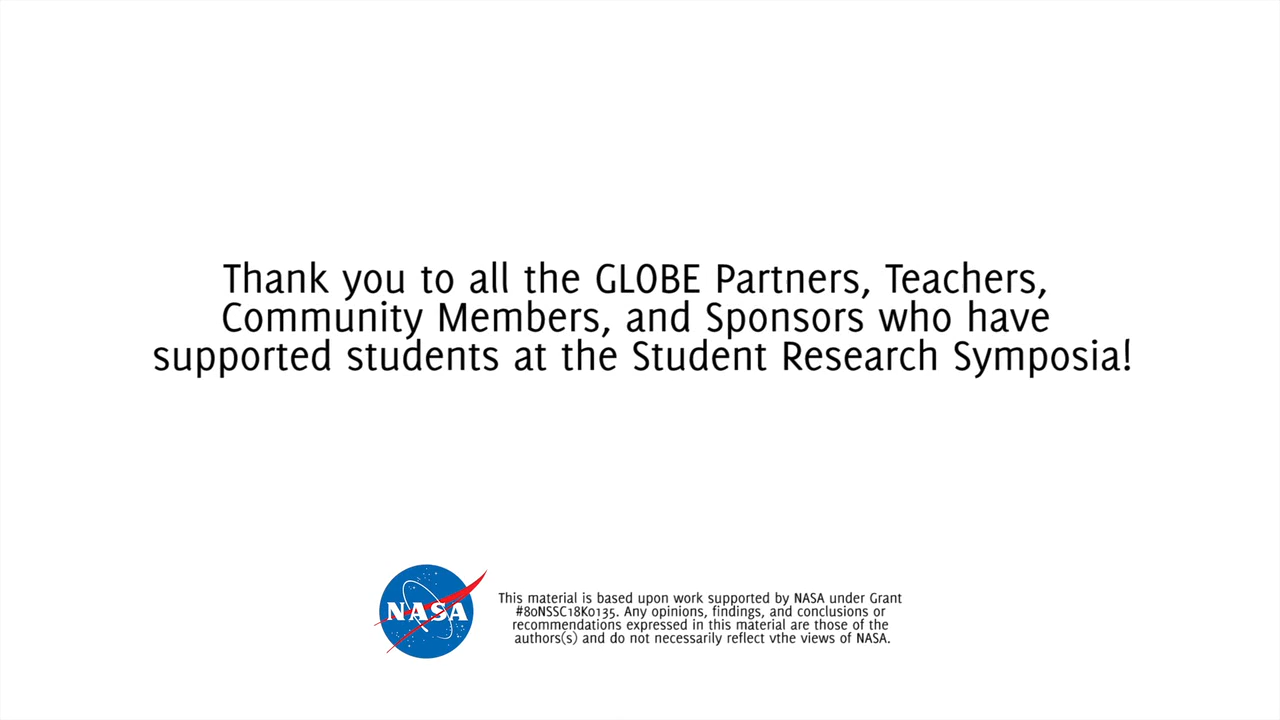 Thank you to all the GLOBE Partners, Teachers,
Community Members, and Sponsors who have
supported students at the Student Research Symposia!
NASA
This material is based upon work supported by NASA under Grant
#80NSSC18K0135. Any opinions, findings, and conclusions or
recommendations expressed in this material are those of the
authors(s) and do not necessarily reflect vthe views of NASA.